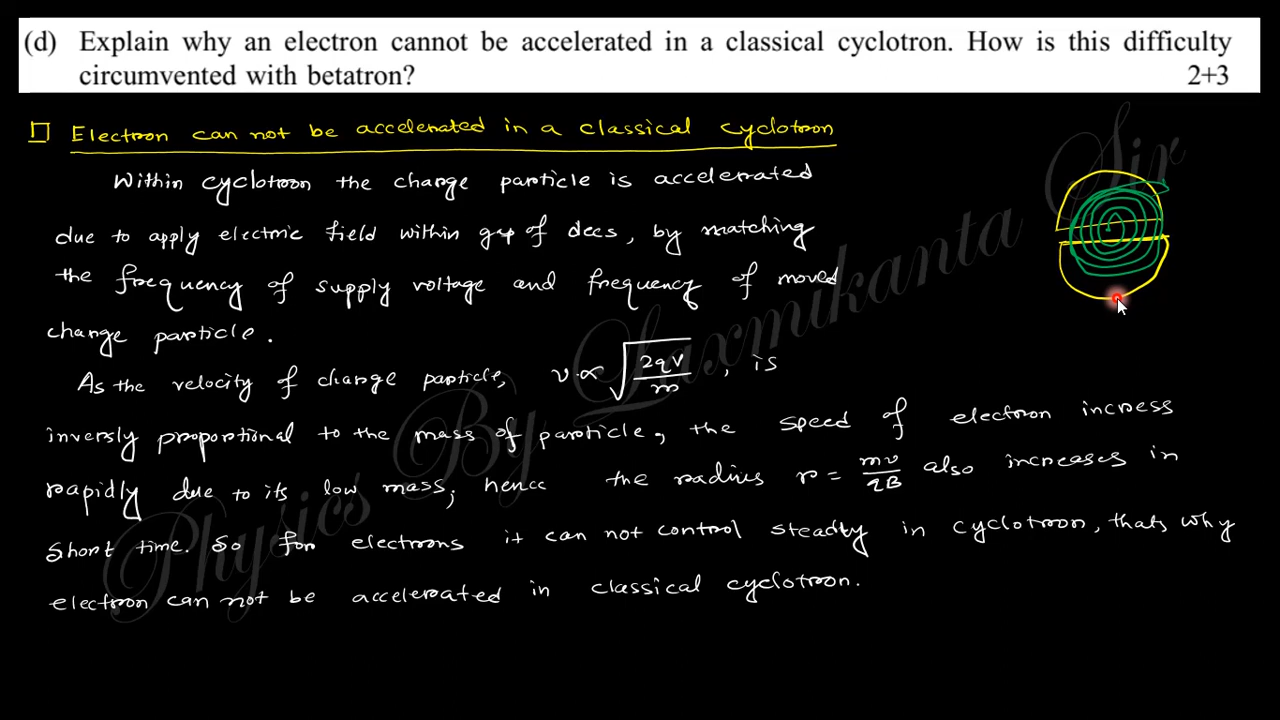 (d) Explain why an electron cannot be accelerated in a classical cyclotron. How is this difficulty
circumvented with betatron? 2+3
Electron can not be accelerated in a classical cyclotron
Within cyclotron the charge particle is accelerated
due to apply electric field within gap of dees, by matching
the frequency of supply voltage and frequency of moved
charge particle.
As the velocity of charge particle, v ∝ √(2qV/m), is
inversly proportional to the mass of particle, the speed of electron incress
rapidly due to its low mass, hence the radius r = mv/qB also increases in
short time. So for electrons it can not control steadty in cyclotron, thats why
electron can not be accelerated in classical cyclotron.
Physics By Laxmikanta Sir